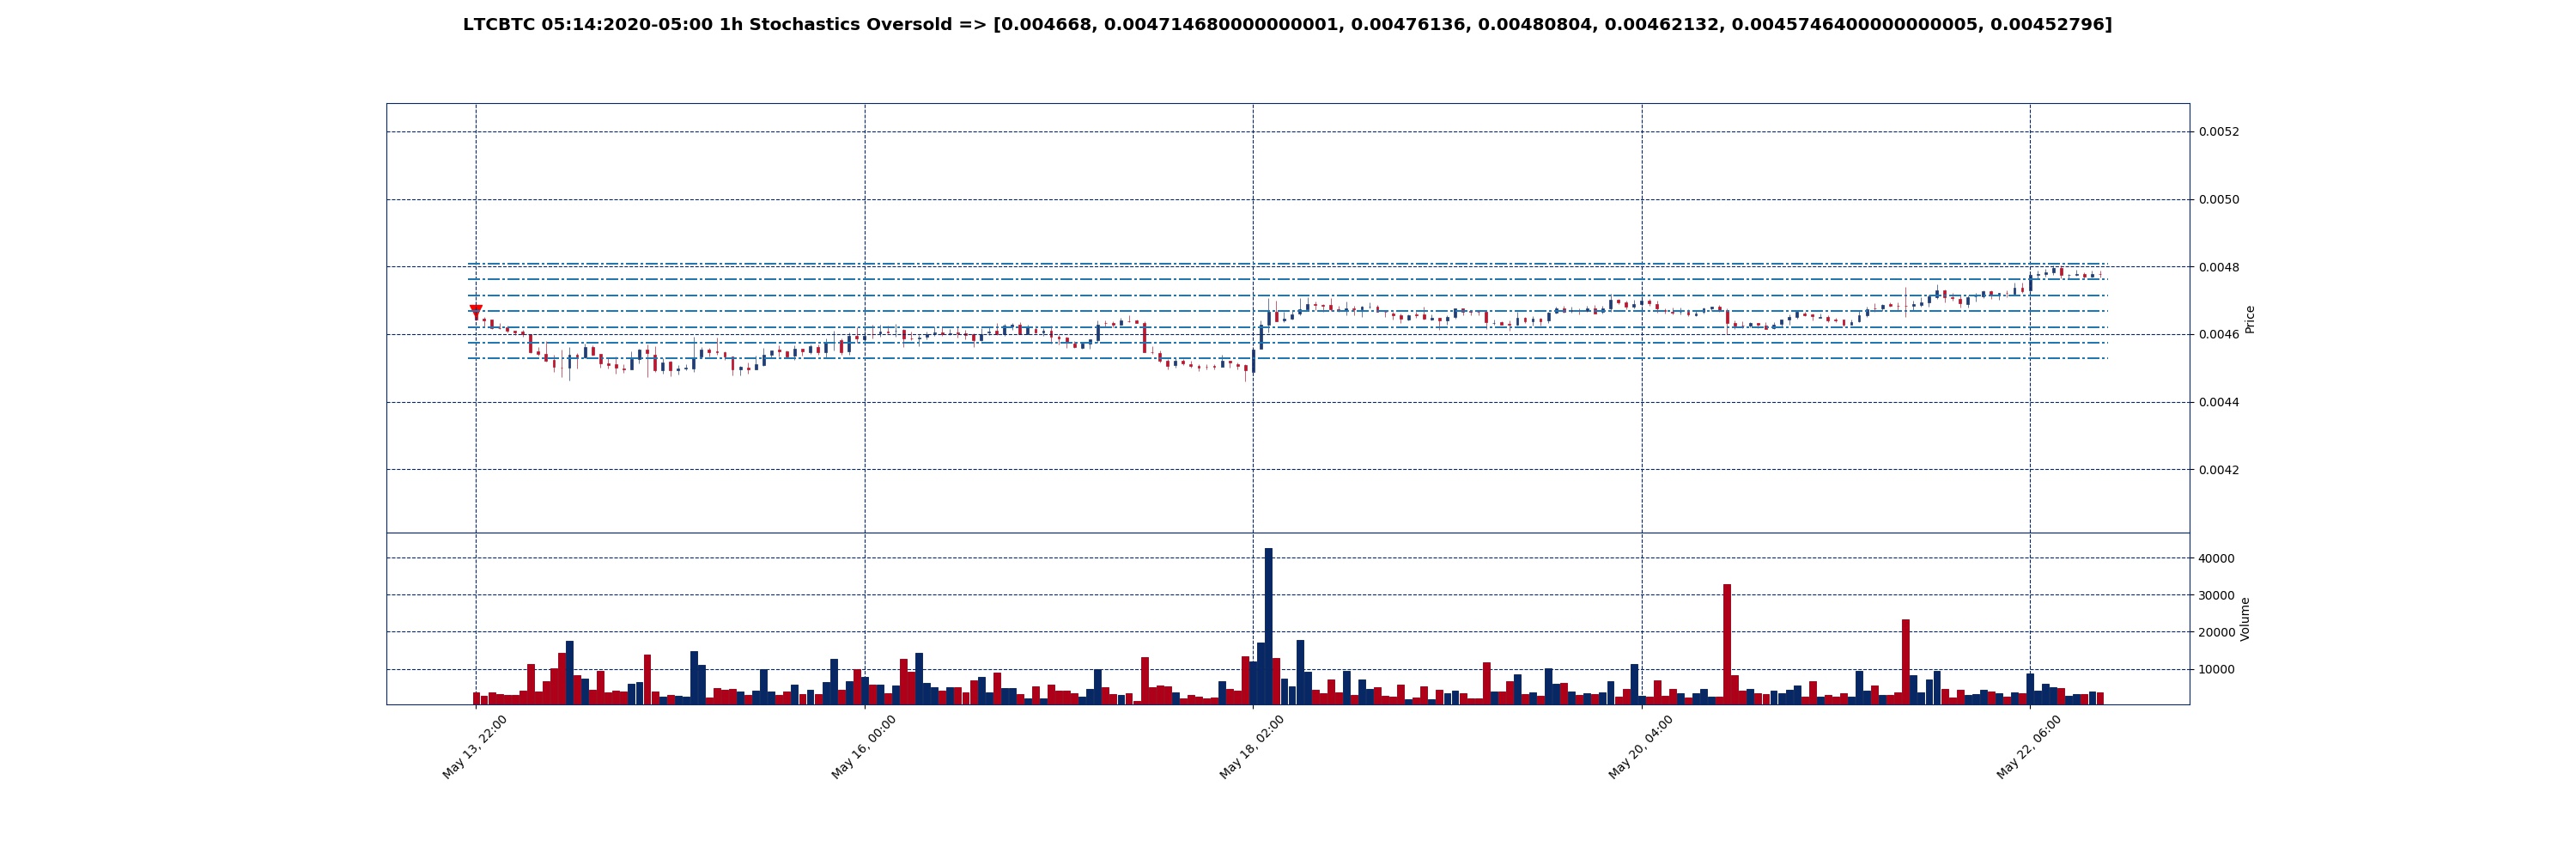 LTCBTC 05:14:2020-05:00 1h Stochastics Oversold => [0.004668, 0.004714680000000001, 0.00476136, 0.00480804, 0.00462132, 0.0045746400000000005, 0.00452796]
0.0052
0.0050
0.0048
0.0046
0.0044
0.0042
Price
40000
30000
20000
10000
Volume
May 13, 22:00
May 16, 00:00
May 18, 02:00
May 20, 04:00
May 22, 06:00